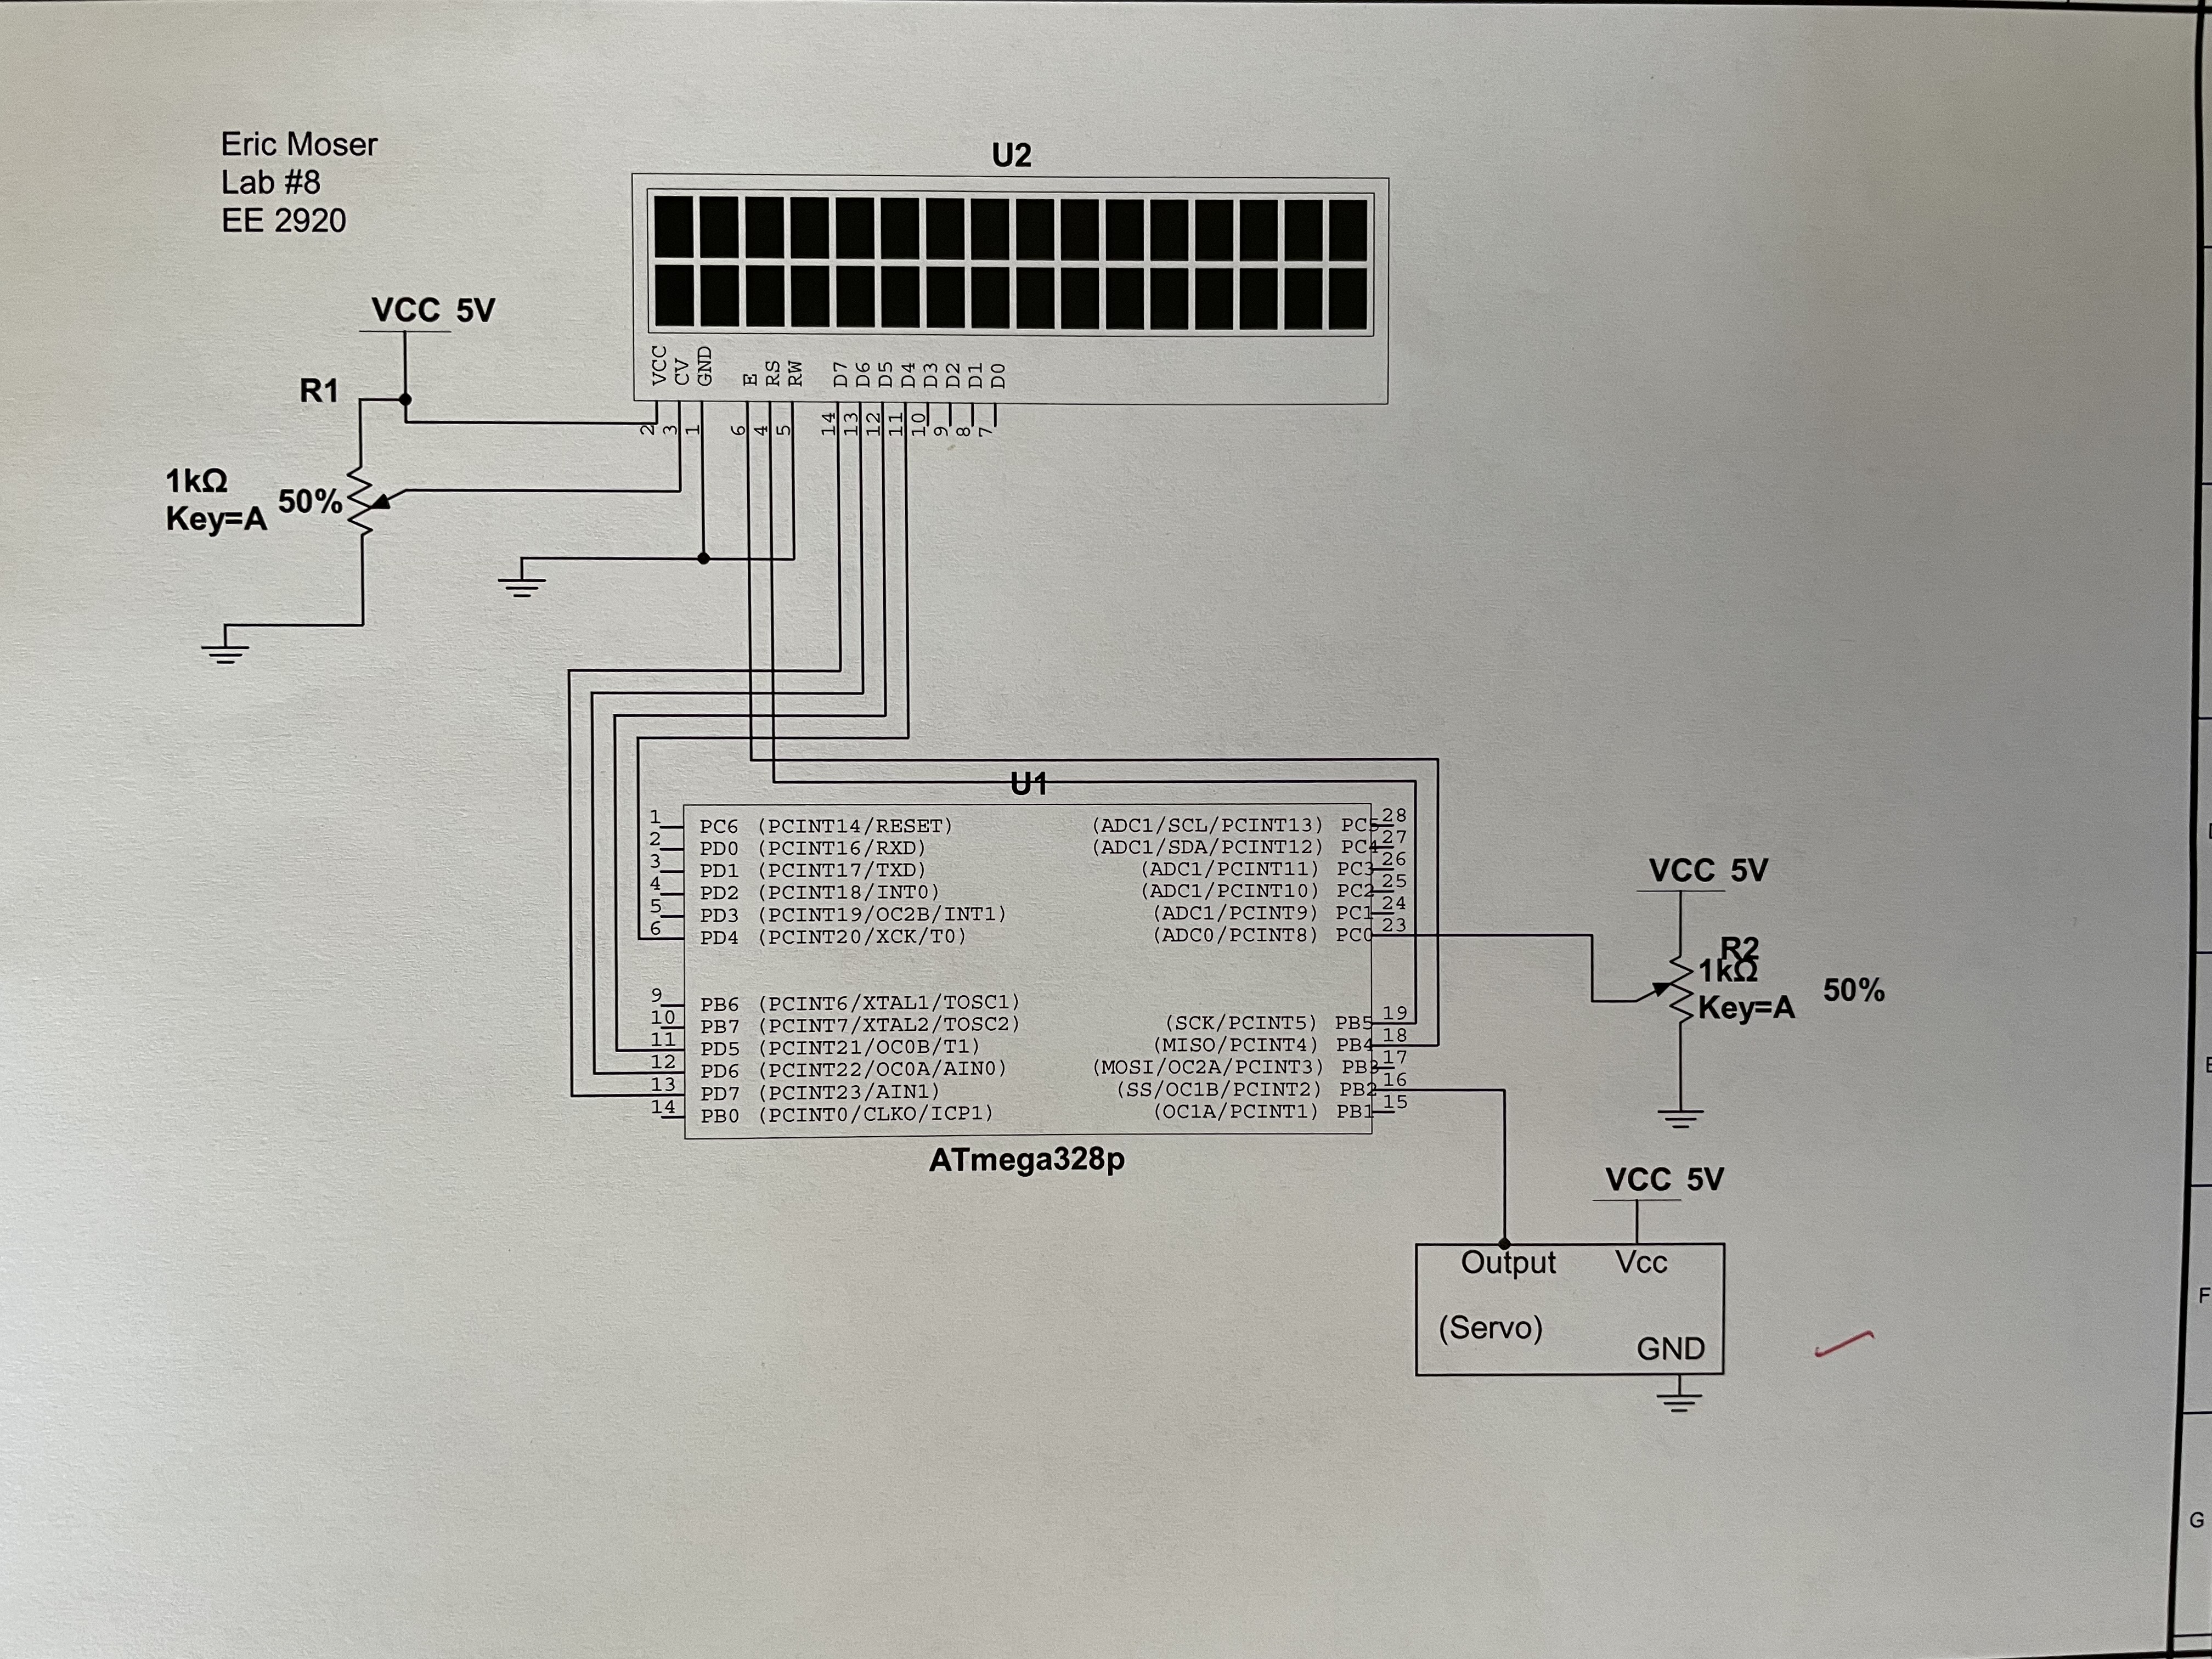 Eric Moser
Lab #8
EE 2920
VCC 5V
R1
1kΩ
Key=A
50%
U2
VCC
CV
GND
E
RS
RW
D7
D6
D5
D4
D3
D2
D1
D0
2
3
1
6
4
5
14
13
12
11
10
9
8
7
U1
1 PC6 (PCINT14/RESET) (ADC1/SCL/PCINT13) PC5 28
2 PD0 (PCINT16/RXD) (ADC1/SDA/PCINT12) PC4 27
3 PD1 (PCINT17/TXD) (ADC1/PCINT11) PC3 26
4 PD2 (PCINT18/INT0) (ADC1/PCINT10) PC2 25
5 PD3 (PCINT19/OC2B/INT1) (ADC1/PCINT9) PC1 24
6 PD4 (PCINT20/XCK/T0) (ADC0/PCINT8) PC0 23
9 PB6 (PCINT6/XTAL1/TOSC1)
10 PB7 (PCINT7/XTAL2/TOSC2) (SCK/PCINT5) PB5 19
11 PD5 (PCINT21/OC0B/T1) (MISO/PCINT4) PB4 18
12 PD6 (PCINT22/OC0A/AIN0) (MOSI/OC2A/PCINT3) PB3 17
13 PD7 (PCINT23/AIN1) (SS/OC1B/PCINT2) PB2 16
14 PB0 (PCINT0/CLKO/ICP1) (OC1A/PCINT1) PB1 15
ATmega328p
VCC 5V
R2
1kΩ
Key=A
50%
VCC 5V
Output Vcc
(Servo) GND
G
F